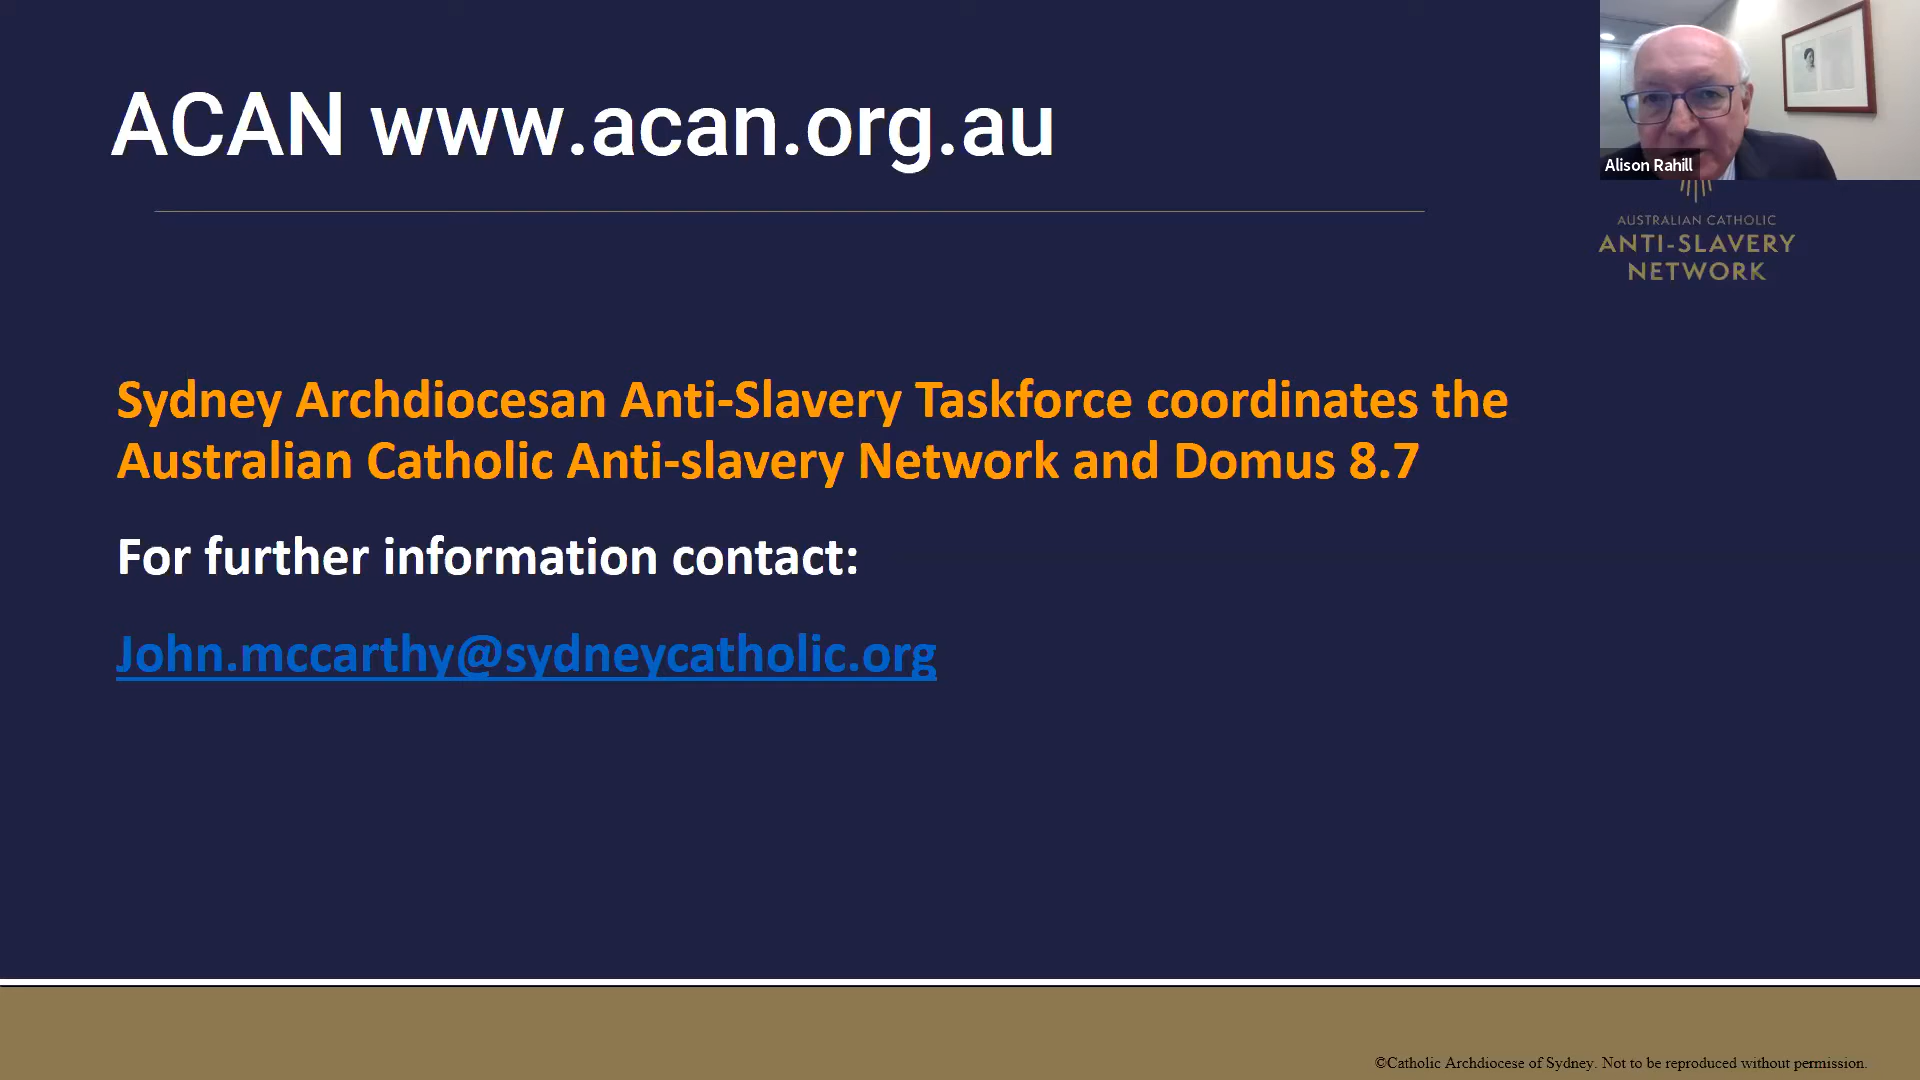 ACAN www.acan.org.au
Alison Rahill
AUSTRALIAN CATHOLIC
ANTI-SLAVERY
NETWORK
Sydney Archdiocesan Anti-Slavery Taskforce coordinates the
Australian Catholic Anti-slavery Network and Domus 8.7
For further information contact:
John.mccarthy@sydneycatholic.org
©Catholic Archdiocese of Sydney. Not to be reproduced without permission.